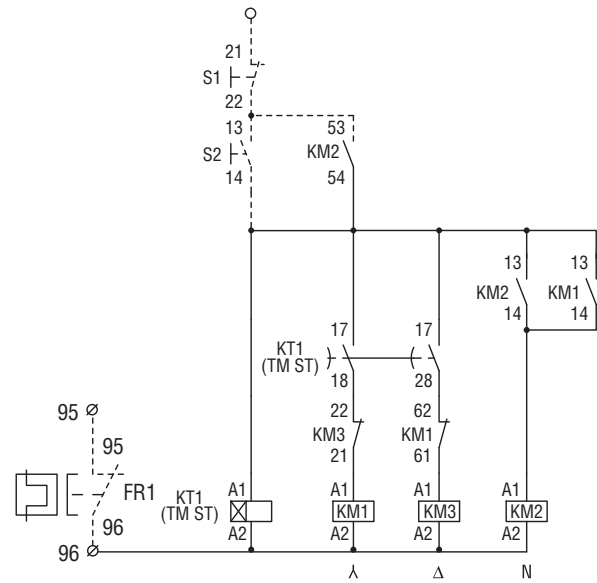 21
S1
22
13
S2
14
53
KM2
54
13
KM2
14
13
KM1
14
17
KT1
(TM ST)
18
17
28
22
KM3
21
62
KM1
61
95
95
FR1
96
96
KT1
(TM ST)
A1
A2
A1
KM1
A2
A1
KM3
A2
A1
KM2
A2
Δ
N